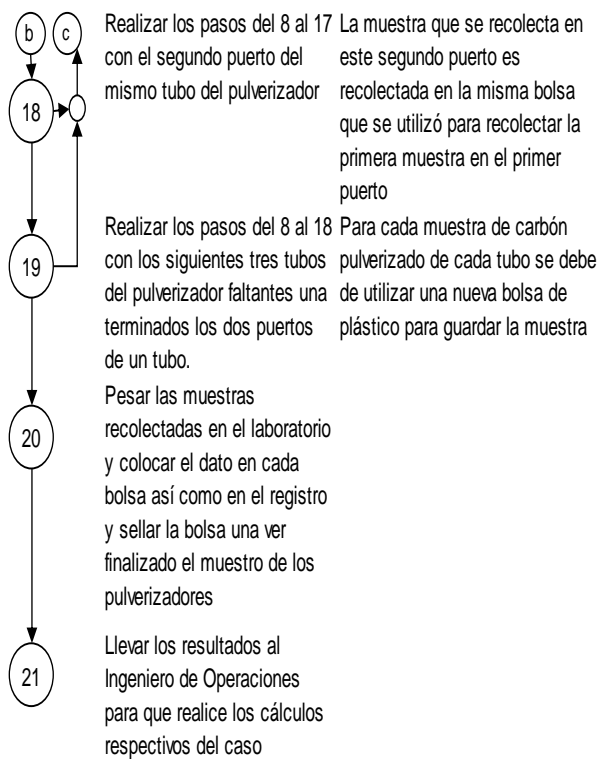 b
c
18
Realizar los pasos del 8 al 17
con el segundo puerto del
mismo tubo del pulverizador
La muestra que se recolecta en
este segundo puerto es
recolectada en la misma bolsa
que se utilizó para recolectar la
primera muestra en el primer
puerto
19
Realizar los pasos del 8 al 18
con los siguientes tres tubos
del pulverizador faltantes una
terminados los dos puertos
de un tubo.
Para cada muestra de carbón
pulverizado de cada tubo se debe
de utilizar una nueva bolsa de
plástico para guardar la muestra
20
Pesar las muestras
recolectadas en el laboratorio
y colocar el dato en cada
bolsa así como en el registro
y sellar la bolsa una ver
finalizado el muestro de los
pulverizadores
21
Llevar los resultados al
Ingeniero de Operaciones
para que realice los cálculos
respectivos del caso